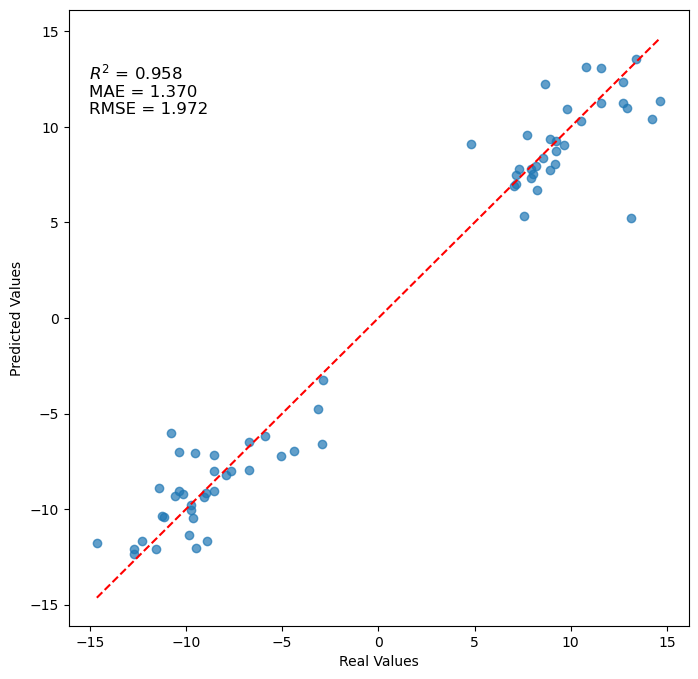 15
10
5
0
−5
−10
−15
R² = 0.958
MAE = 1.370
RMSE = 1.972
Predicted Values
−15 −10 −5 0 5 10 15
Real Values